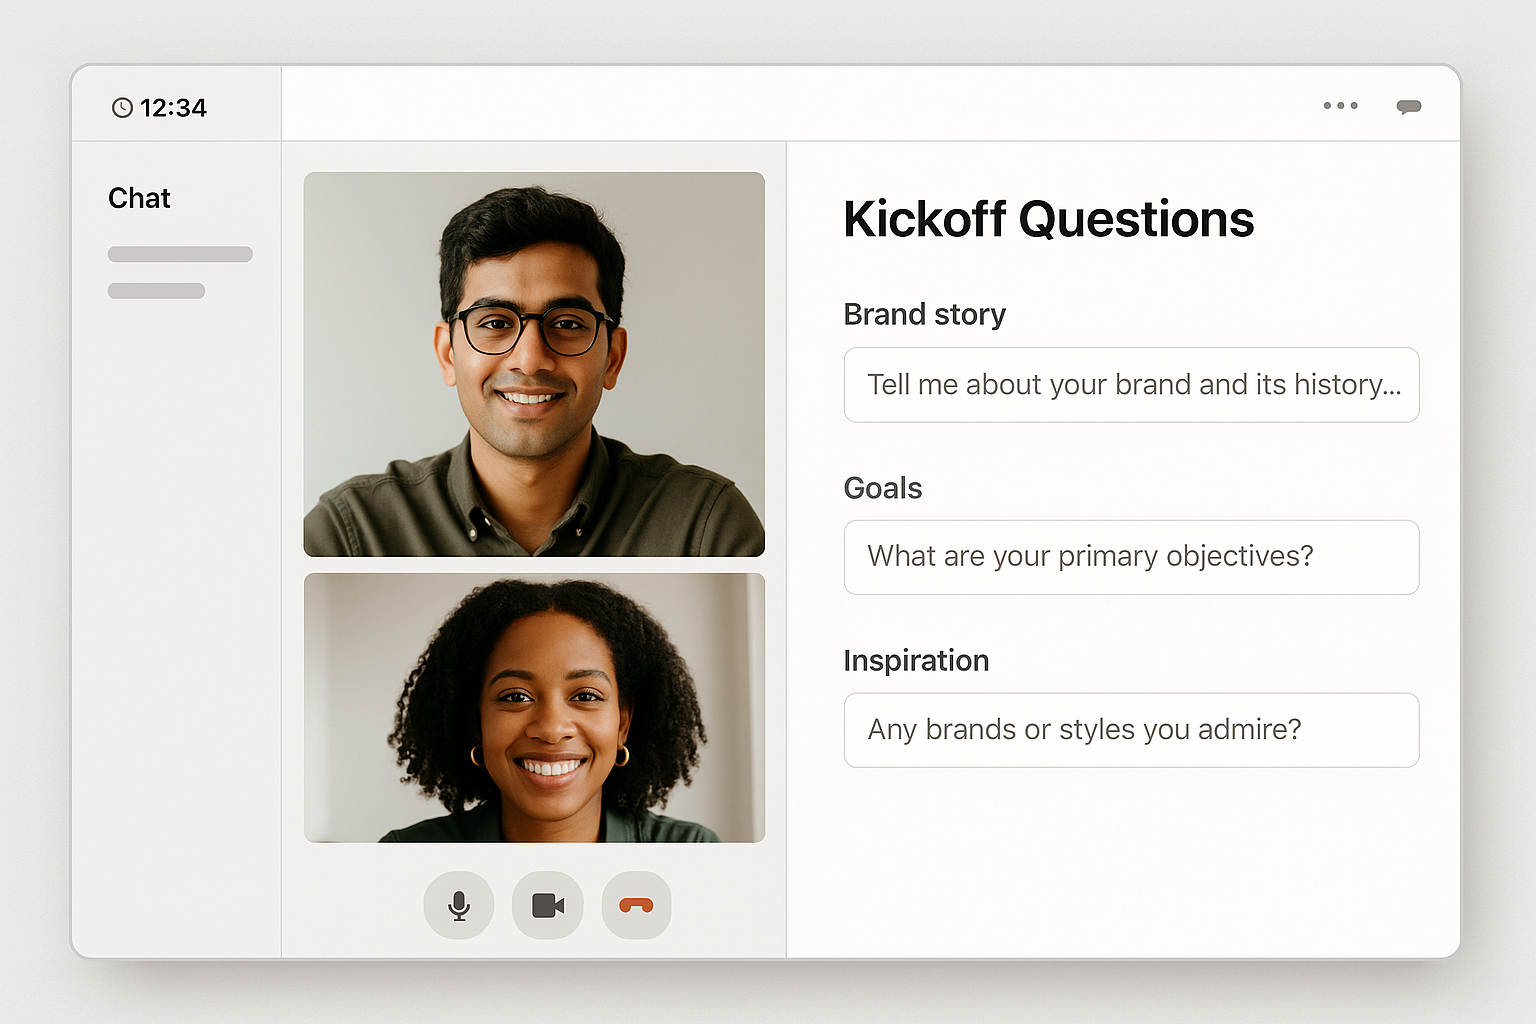 12:34
Chat
Kickoff Questions
Brand story
Tell me about your brand and its history...
Goals
What are your primary objectives?
Inspiration
Any brands or styles you admire?